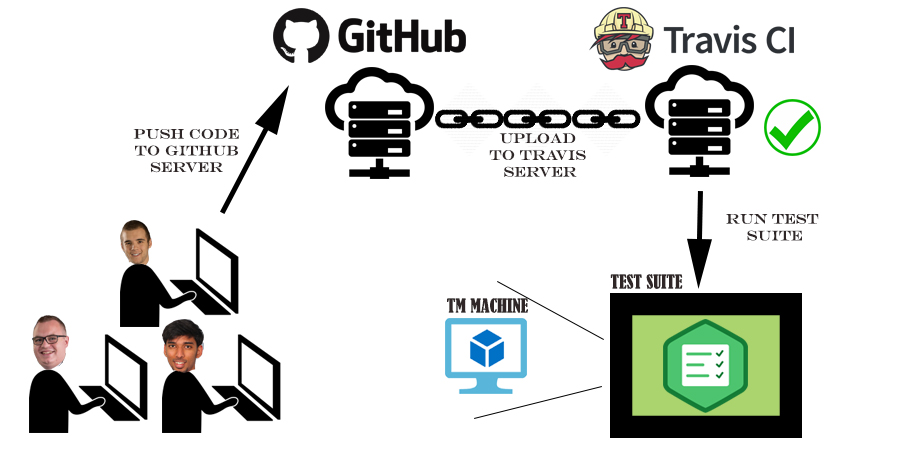 GitHub
T
Travis CI
PUSH CODE
TO GITHUB
SERVER
UPLOAD
TO TRAVIS
SERVER
RUN TEST
SUITE
TEST SUITE
TM MACHINE